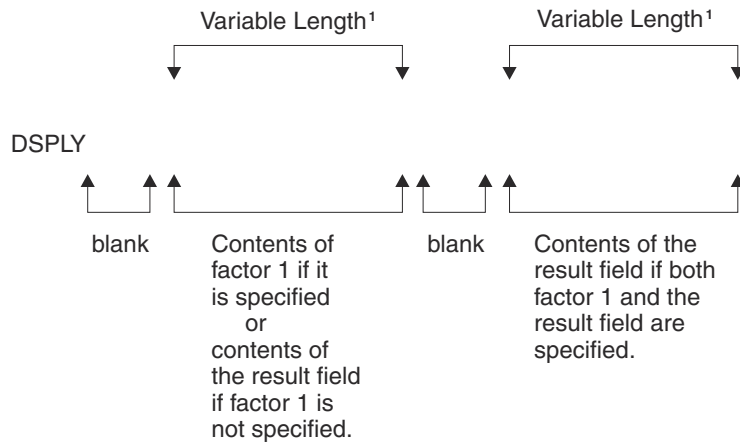 Variable Length¹ Variable Length¹
DSPLY
blank
Contents of
factor 1 if it
is specified
or
contents of
the result field
if factor 1 is
not specified.
blank
Contents of the
result field if both
factor 1 and the
result field are
specified.